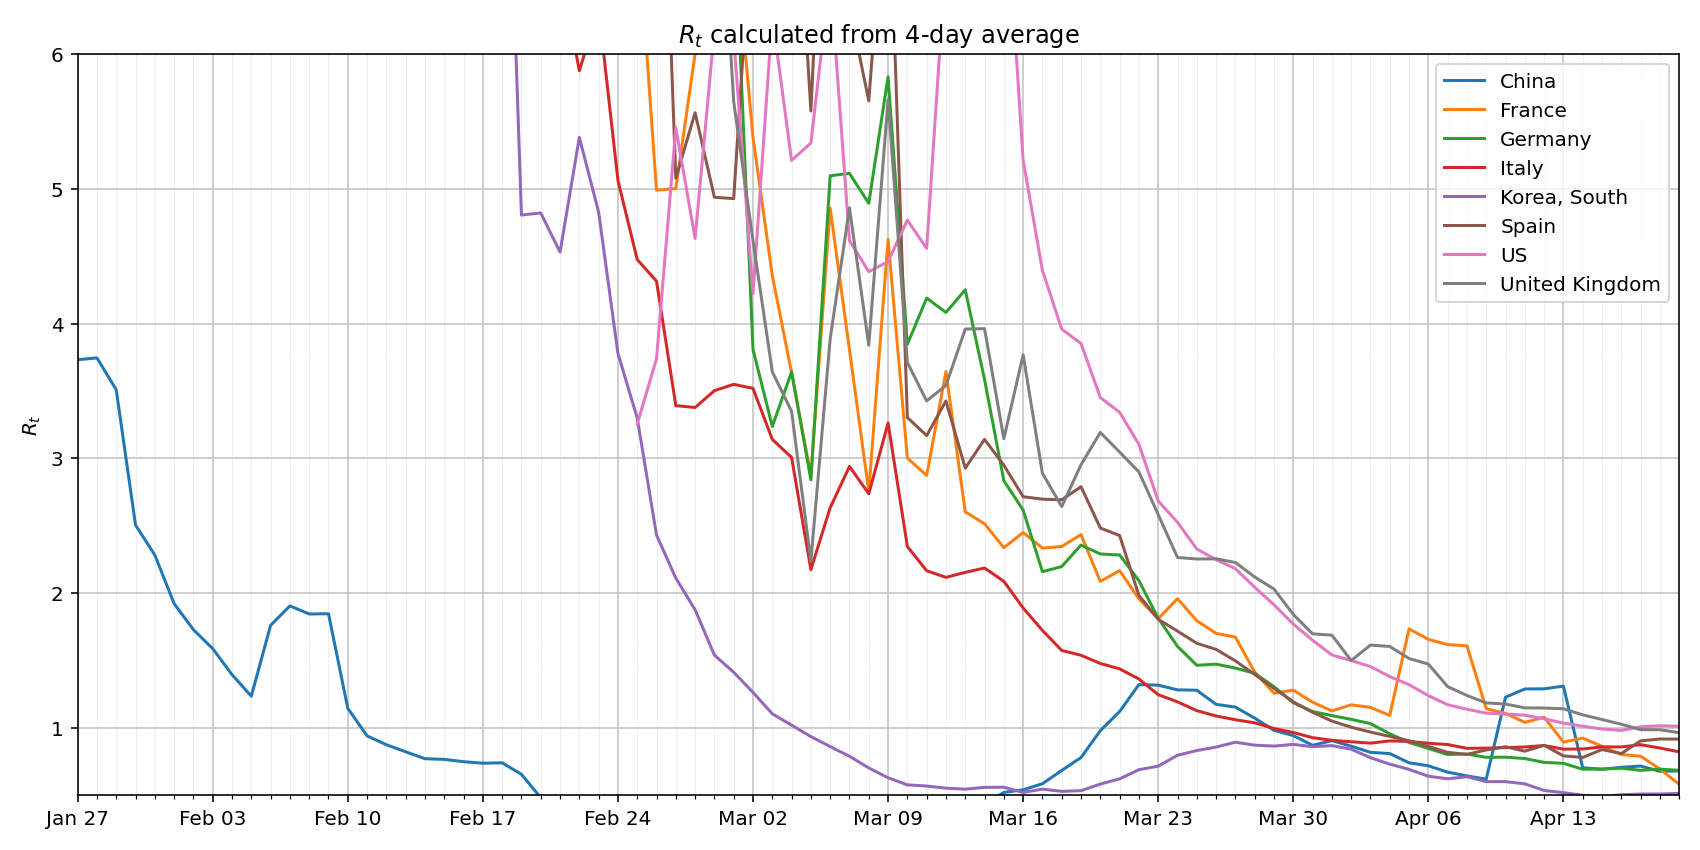 R_t calculated from 4-day average
6
5
4
3
2
1
R_t
Jan 27 Feb 03 Feb 10 Feb 17 Feb 24 Mar 02 Mar 09 Mar 16 Mar 23 Mar 30 Apr 06 Apr 13
China
France
Germany
Italy
Korea, South
Spain
US
United Kingdom